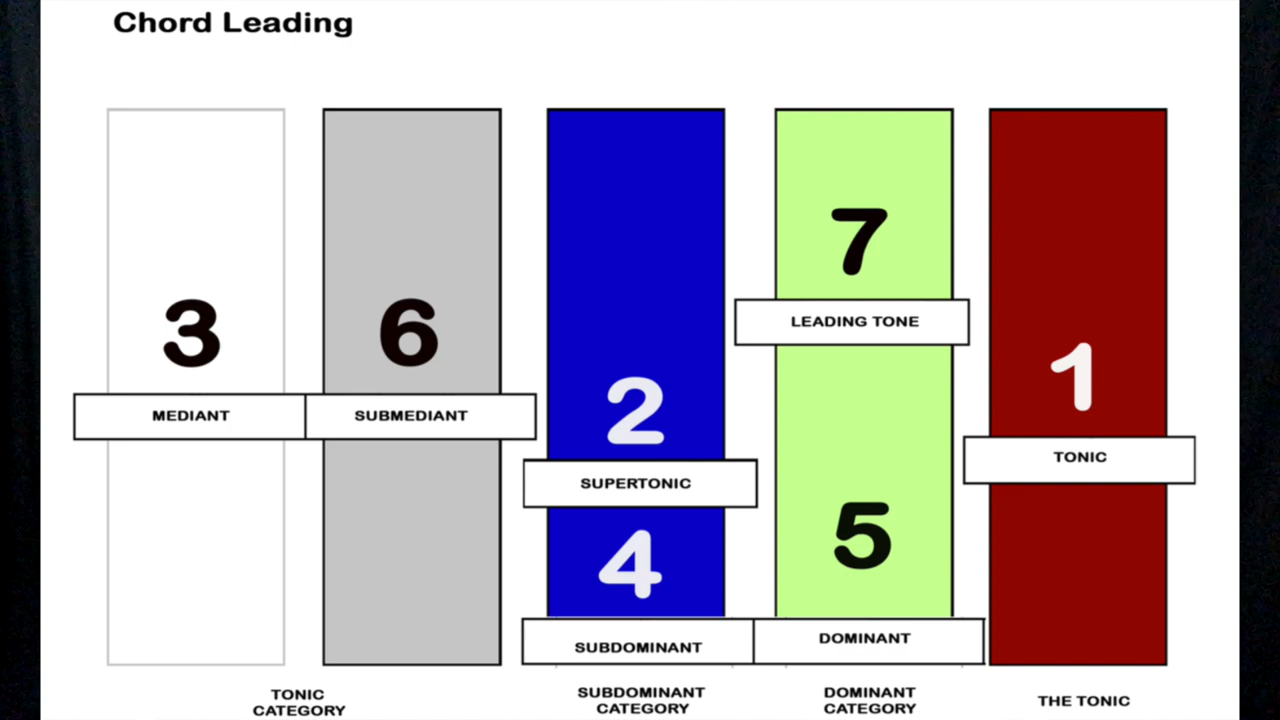 Chord Leading
3
6
2
7
5
4
1
MEDIANT
SUBMEDIANT
SUPERTONIC
LEADING TONE
TONIC
SUBDOMINANT
DOMINANT
TONIC
CATEGORY
SUBDOMINANT
CATEGORY
DOMINANT
CATEGORY
THE TONIC